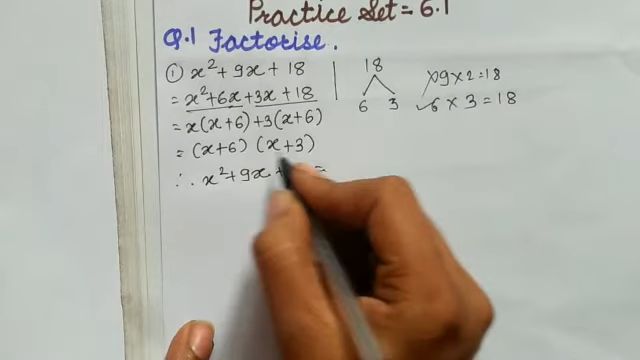 Practice Set = 6.1
Q.1 Factorise.
① x² + 9x + 18
= x² + 6x + 3x + 18
= x(x+6) + 3(x+6)
= (x+6) (x+3)
∴ x² + 9x + =
18
6 3
×9 × 2 = 18
✓6 × 3 = 18